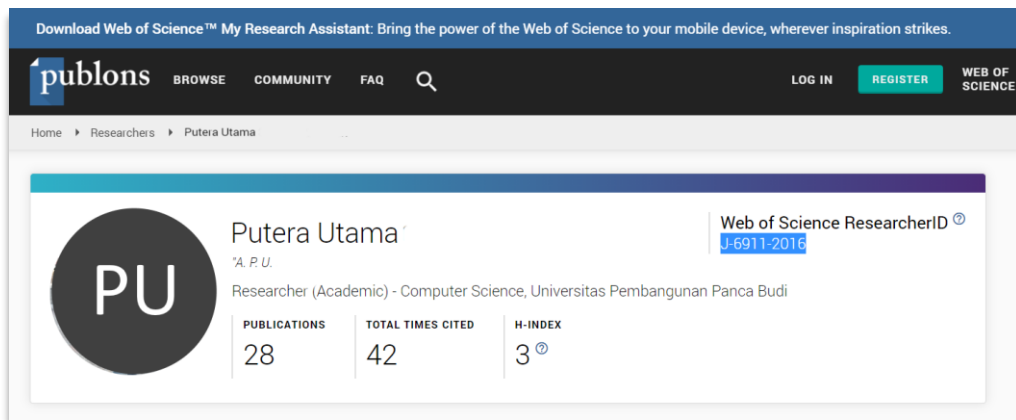 Download Web of Science™ My Research Assistant: Bring the power of the Web of Science to your mobile device, wherever inspiration strikes.
publons BROWSE COMMUNITY FAQ LOG IN REGISTER WEB OF SCIENCE
Home Researchers Putera Utama
PU
Putera Utama
Web of Science ResearcherID ?
J-6911-2016
"A. P. U.
Researcher (Academic) - Computer Science, Universitas Pembangunan Panca Budi
PUBLICATIONS TOTAL TIMES CITED H-INDEX
28 42 3 ?